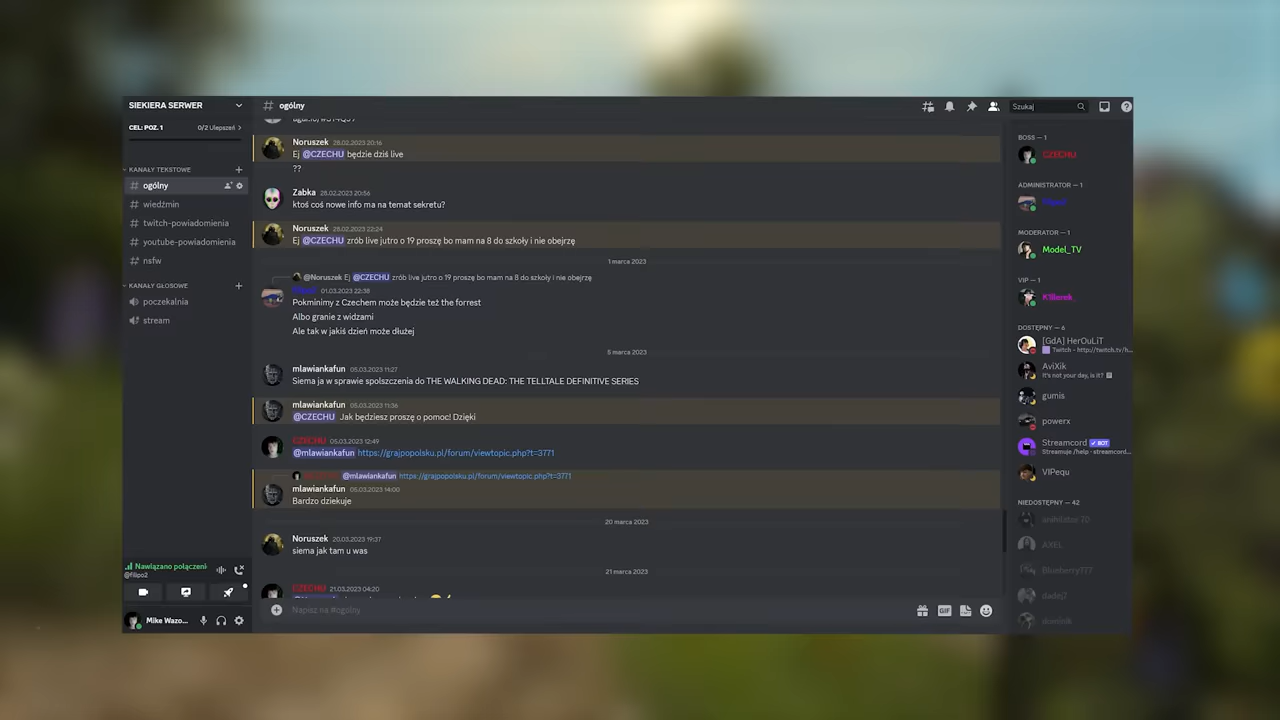 SIEKIERA SERWER
CEL: POZ. 1
0/2 Ulepszeń
KANAŁY TEKSTOWE
ogólny
wiedźmin
twitch-powiadomienia
youtube-powiadomienia
nsfw
KANAŁY GŁOSOWE
poczekalnia
stream
Nawiązano połączeni
@filipo2
Mike Wazo...
# ogólny
Noruszek 28.02.2023 20:16
Ej @CZECHU będzie dziś live
??
Zabka 28.02.2023 20:56
ktoś coś nowe info ma na temat sekretu?
Noruszek 28.02.2023 22:24
Ej @CZECHU zrób live jutro o 19 proszę bo mam na 8 do szkoły i nie obejrzę
1 marca 2023
@Noruszek Ej @CZECHU zrób live jutro o 19 proszę bo mam na 8 do szkoły i nie obejrzę
01.03.2023 22:38
Pokminimy z Czechem może będzie też the forrest
Albo granie z widzami
Ale tak w jakiś dzień może dłużej
5 marca 2023
mlawiankafun 05.03.2023 11:27
Siema ja w sprawie spolszczenia do THE WALKING DEAD: THE TELLTALE DEFINITIVE SERIES
mlawiankafun 05.03.2023 11:36
@CZECHU Jak będziesz proszę o pomoc! Dzięki
CZECHU 05.03.2023 12:49
@mlawiankafun https://grajpopolsku.pl/forum/viewtopic.php?t=3771
@mlawiankafun https://grajpopolsku.pl/forum/viewtopic.php?t=3771
mlawiankafun 05.03.2023 14:00
Bardzo dziekuje
20 marca 2023
Noruszek 20.03.2023 19:37
siema jak tam u was
21 marca 2023
CZECHU 21.03.2023 04:20
Napisz na #ogólny
GIF
Szukaj
BOSS — 1
CZECHU
ADMINISTRATOR — 1
MODERATOR — 1
Model_TV
VIP — 1
K1llerek
DOSTĘPNY — 6
[GdA] HerOuLiT
Twitch - http://twitch.tv/h...
AviXik
It's not your day, is it?
gumis
powerx
Streamcord BOT
Streamuje /help · streamcord...
VIPequ
NIEDOSTĘPNY — 42
AXEL
Blueberry777
dadej2
dominik